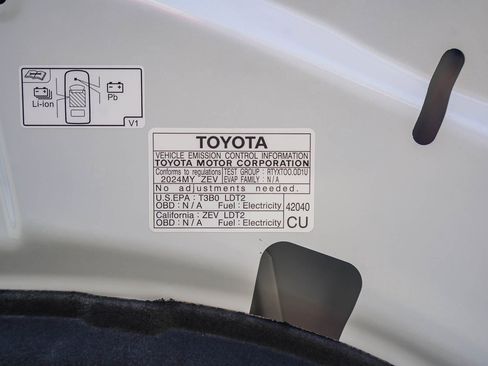 Li-ion
Pb
V1
TOYOTA
VEHICLE EMISSION CONTROL INFORMATION
TOYOTA MOTOR CORPORATION
Conforms to regulations
2024MY ZEV
TEST GROUP : RTYXT00.0D1U
EVAP FAMILY : N/A
No adjustments needed.
U.S.EPA : T3B0 LDT2
OBD : N/A Fuel : Electricity
42040
California : ZEV LDT2
OBD : N/A Fuel : Electricity
CU